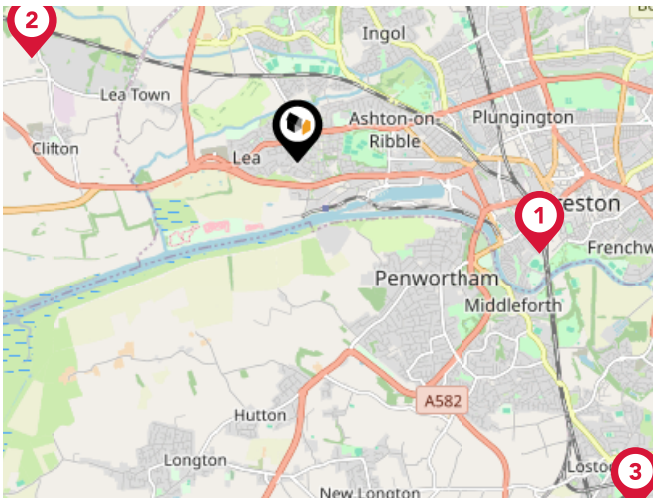 2
Ingol
Lea Town
Ashton-on-
Ribble
Plungington
Clifton
Lea
1
reston
Frenchw
Penwortham
Middleforth
A582
Hutton
Longton
Losto
3
New Longton